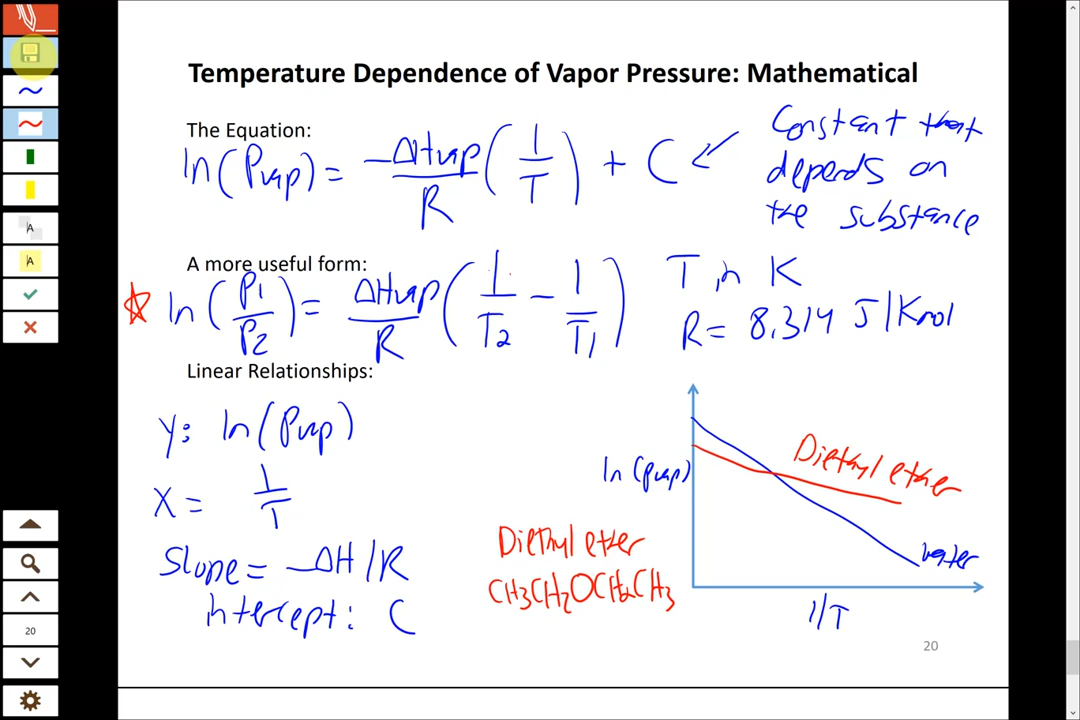 Temperature Dependence of Vapor Pressure: Mathematical
The Equation:
ln(Pvap) = -ΔHvap/R (1/T) + C ↙ Constant that
depends on
the substance
A more useful form:
☆ ln(P1/P2) = ΔHvap/R (1/T2 - 1/T1)
T in K
R = 8.314 J/Kmol
Linear Relationships:
y: ln(Pvap)
X = 1/T
Slope = -ΔH/R
intercept: C
Diethyl ether
CH3CH2OCH2CH3
ln(pvap)
Diethyl ether
water
1/T
20
A
A
20